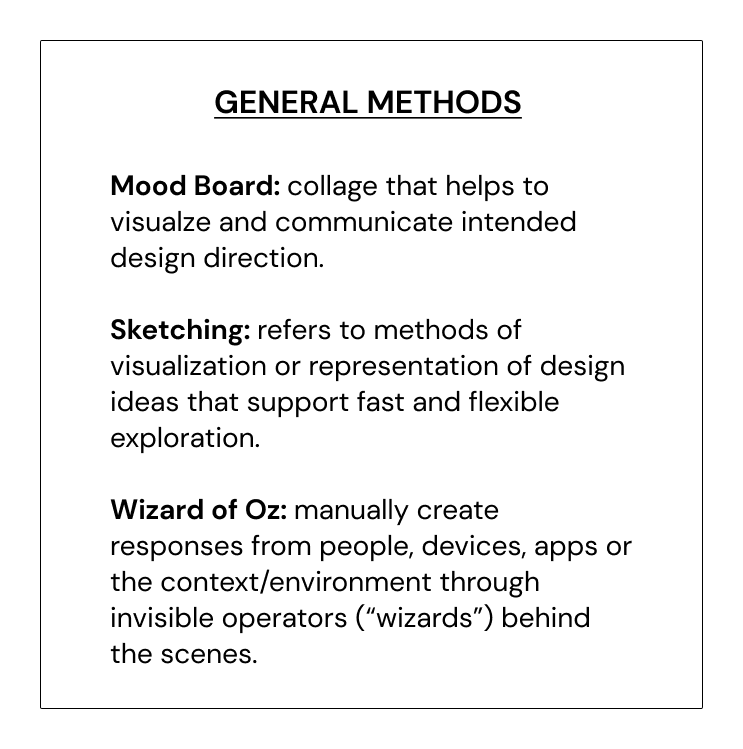 GENERAL METHODS
Mood Board: collage that helps to
visualze and communicate intended
design direction.
Sketching: refers to methods of
visualization or representation of design
ideas that support fast and flexible
exploration.
Wizard of Oz: manually create
responses from people, devices, apps or
the context/environment through
invisible operators (“wizards”) behind
the scenes.